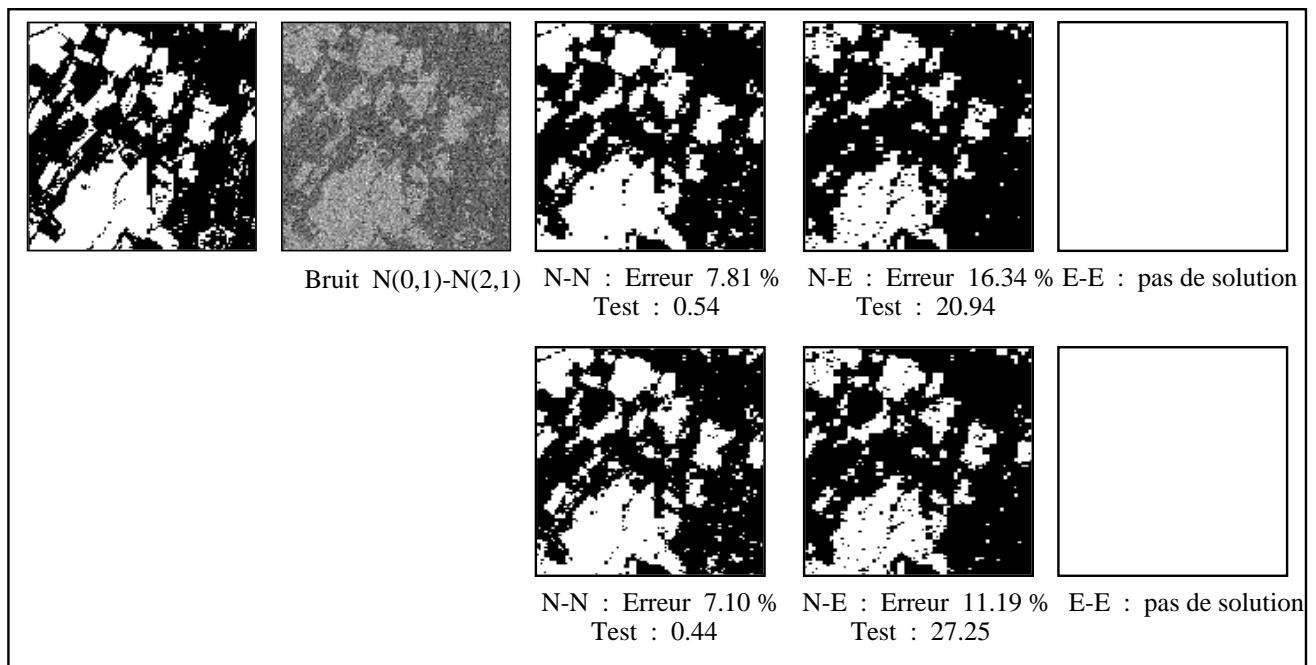 Bruit N(0,1)-N(2,1)
N-N : Erreur 7.81 %
Test : 0.54
N-E : Erreur 16.34 %
Test : 20.94
E-E : pas de solution
N-N : Erreur 7.10 %
Test : 0.44
N-E : Erreur 11.19 %
Test : 27.25
E-E : pas de solution